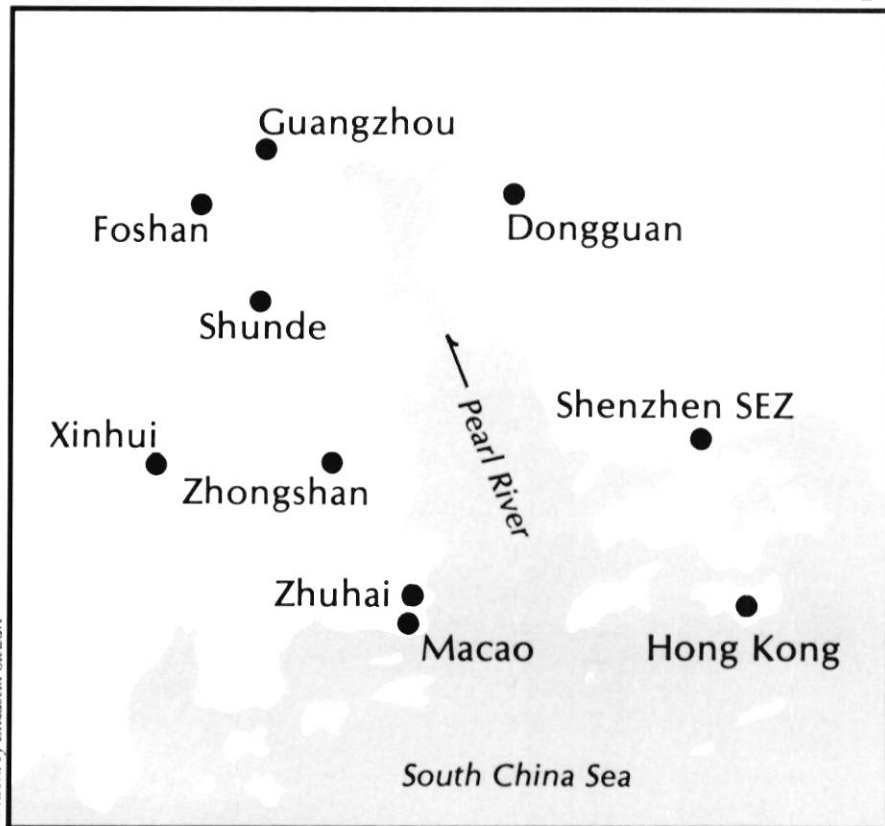 Guangzhou
Foshan
Dongguan
Shunde
Pearl River
Shenzhen SEZ
Xinhui
Zhongshan
Zhuhai
Macao
Hong Kong
South China Sea